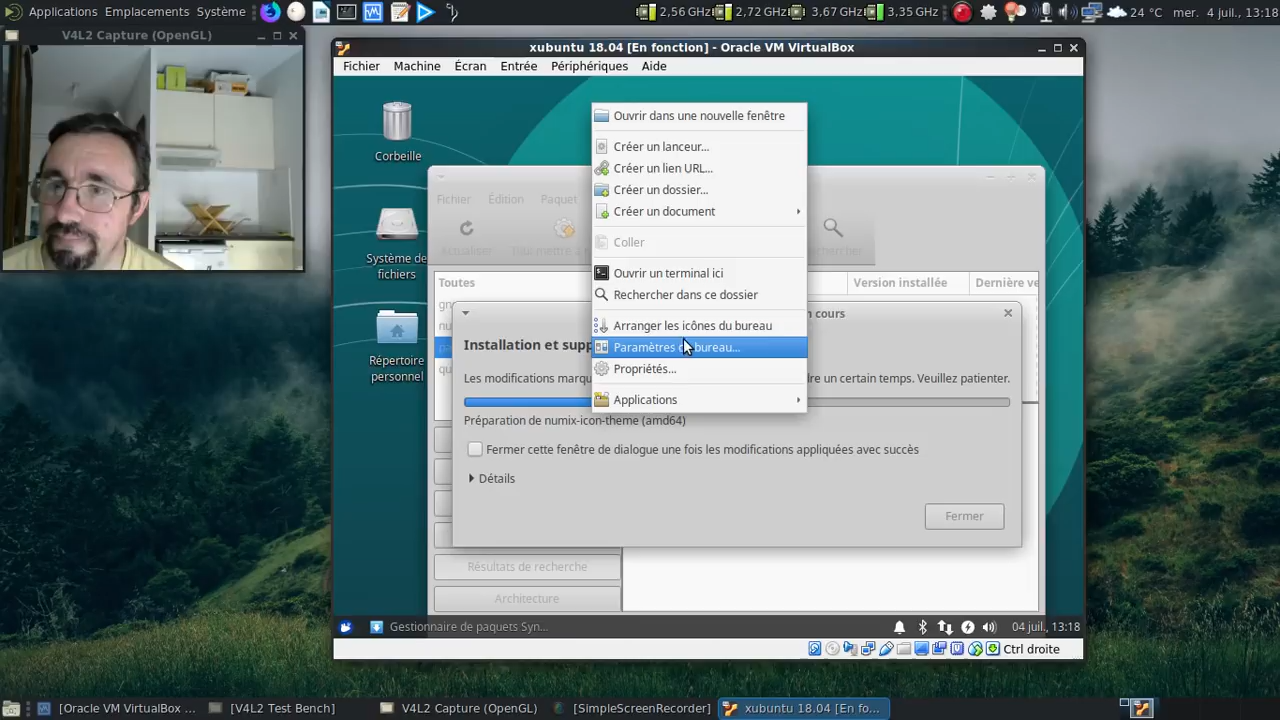 Applications Emplacements Système 2,56 GHz 2,72 GHz 3,67 GHz 3,35 GHz 24 °C mer. 4 juil., 13:18
V4L2 Capture (OpenGL)
xubuntu 18.04 [En fonction] - Oracle VM VirtualBox
Fichier Machine Écran Entrée Périphériques Aide
Corbeille
Système de
fichiers
Répertoire
personnel
Ouvrir dans une nouvelle fenêtre
Créer un lanceur...
Créer un lien URL...
Créer un dossier...
Créer un document
Coller
Ouvrir un terminal ici
Rechercher dans ce dossier
Arranger les icônes du bureau
Paramètres bureau...
Propriétés...
Applications
Fichier Édition Paquet
Actualiser
Toutes
Version installée
en cours
Installation et
Les modifications un certain temps. Veuillez patienter.
Préparation de numix-icon-theme (amd64)
Fermer cette fenêtre de dialogue une fois les modifications appliquées avec succès
Détails
Fermer
Résultats de recherche
Architecture
Gestionnaire de paquets Syn... 04 juil., 13:18
Ctrl droite
[Oracle VM VirtualBox ... [V4L2 Test Bench] V4L2 Capture (OpenGL) [SimpleScreenRecorder] xubuntu 18.04 [En fo...